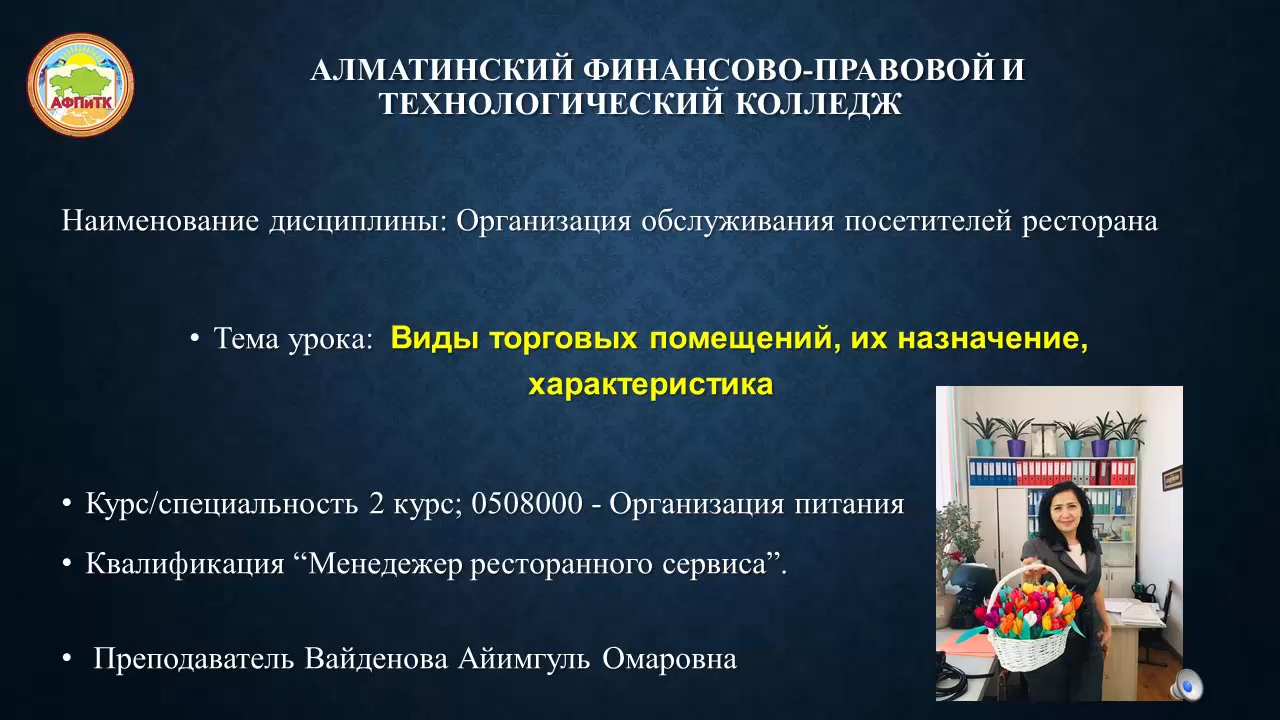 АФПиТК
АЛМАТИНСКИЙ ФИНАНСОВО-ПРАВОВОЙ И
ТЕХНОЛОГИЧЕСКИЙ КОЛЛЕДЖ
Наименование дисциплины: Организация обслуживания посетителей ресторана
• Тема урока: Виды торговых помещений, их назначение,
характеристика
• Курс/специальность 2 курс; 0508000 - Организация питания
• Квалификация “Менедежер ресторанного сервиса”.
• Преподаватель Вайденова Айимгуль Омаровна